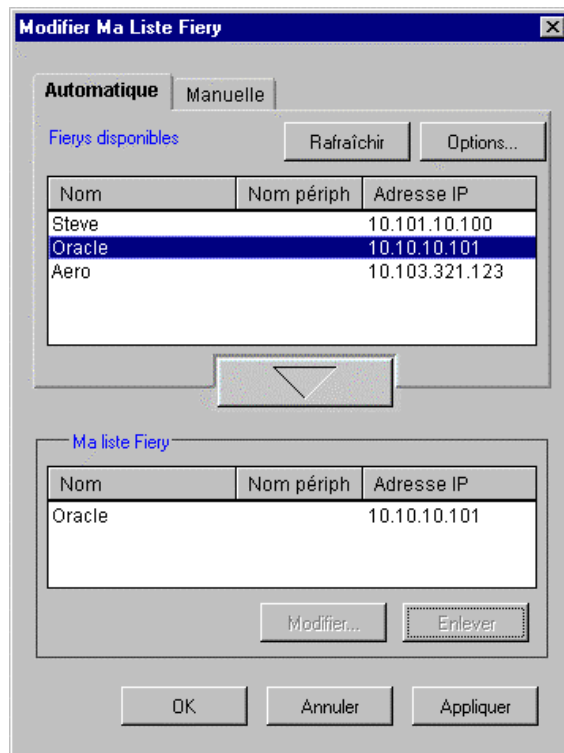 Modifier Ma Liste Fiery
Automatique Manuelle
Fierys disponibles Rafraîchir Options...
Nom Nom périph Adresse IP
Steve 10.101.10.100
Oracle 10.10.10.101
Aero 10.103.321.123
Ma liste Fiery
Nom Nom périph Adresse IP
Oracle 10.10.10.101
Modifier... Enlever
OK Annuler Appliquer